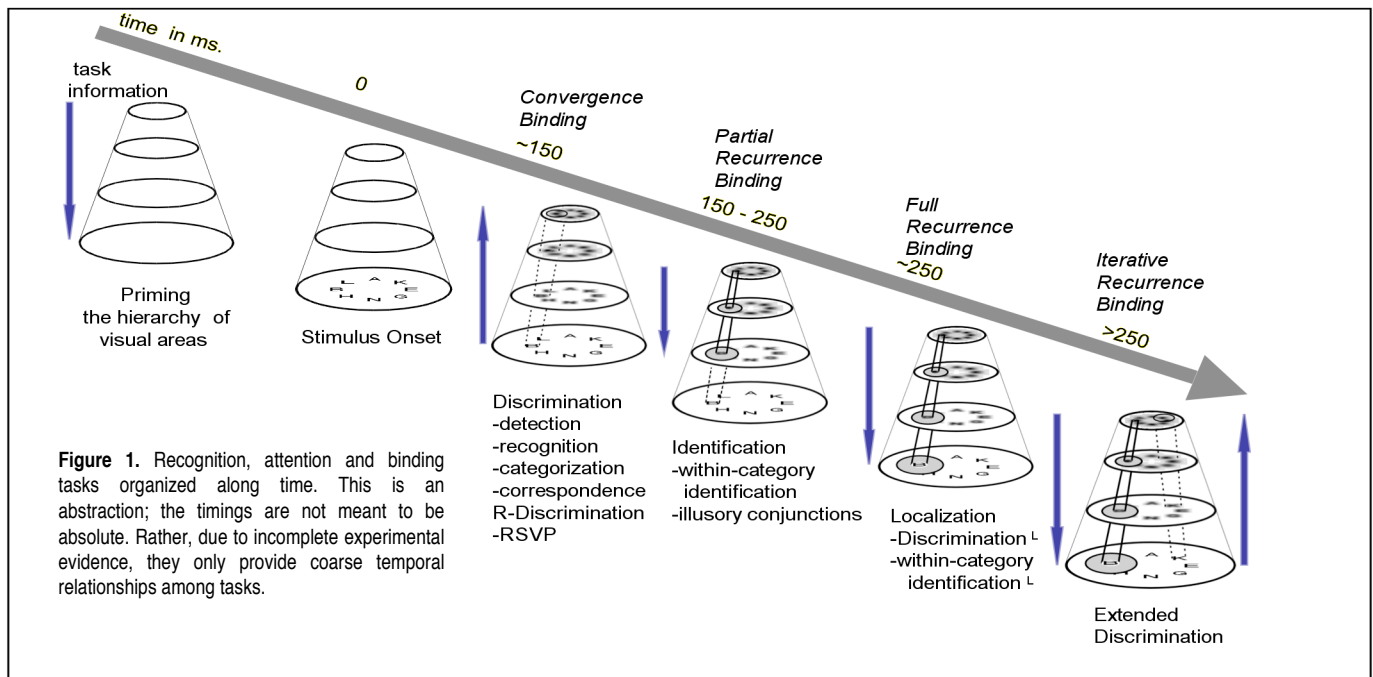 time in ms.
task
information
0
Convergence
Binding
~150
Partial
Recurrence
Binding
150 - 250
Full
Recurrence
Binding
~250
Iterative
Recurrence
Binding
>250
Priming
the hierarchy of
visual areas
Stimulus Onset
Discrimination
-detection
-recognition
-categorization
-correspondence
R-Discrimination
-RSVP
Identification
-within-category
identification
-illusory conjunctions
Localization
-Discrimination L
-within-category
identification L
Extended
Discrimination
Figure 1. Recognition, attention and binding
tasks organized along time. This is an
abstraction; the timings are not meant to be
absolute. Rather, due to incomplete experimental
evidence, they only provide coarse temporal
relationships among tasks.